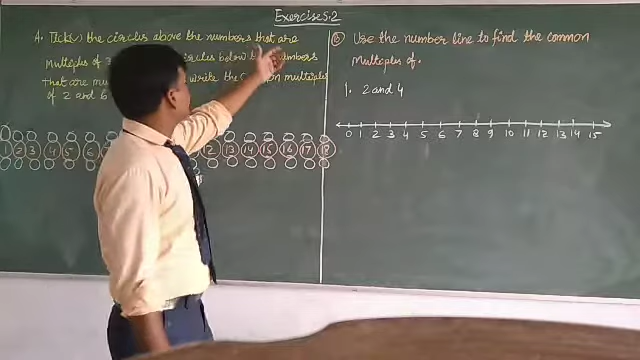 Exercise 5.2
A. Tick(✓) the circles above the numbers that are
Multiples of 3 circles below numbers
That are mu write the Common multiples
of 2 and 6
1 2 3 4 5 6 12 13 14 15 16 17 18
B Use the number line to find the common
Multiples of.
1. 2 and 4
0 1 2 3 4 5 6 7 8 9 10 11 12 13 14 15